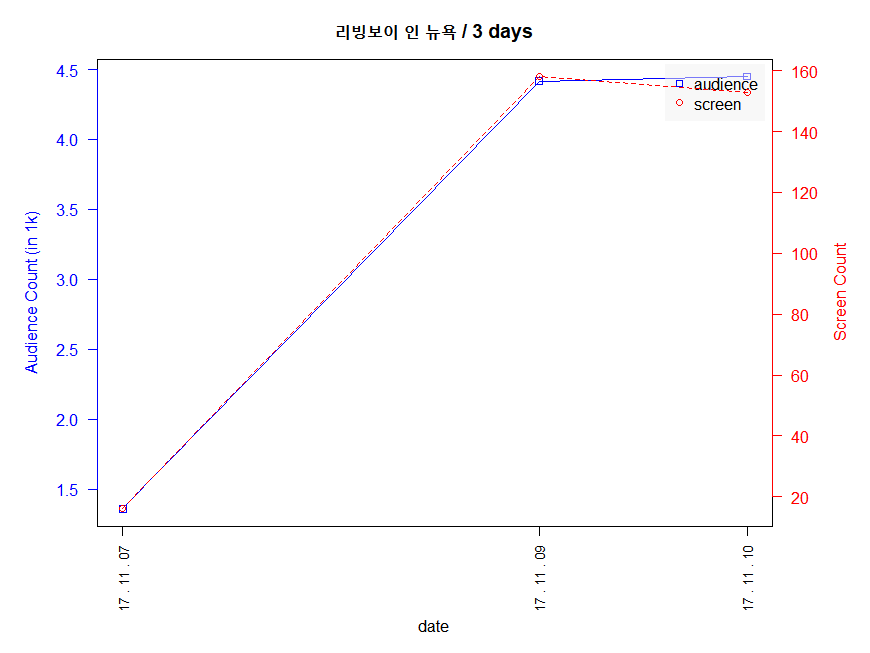 리빙보이 인 뉴욕 / 3 days
audience
screen
4.5
4.0
3.5
3.0
2.5
2.0
1.5
Audience Count (in 1k)
160
140
120
100
80
60
40
20
Screen Count
17 . 11 . 07
17 . 11 . 09
17 . 11 . 10
date